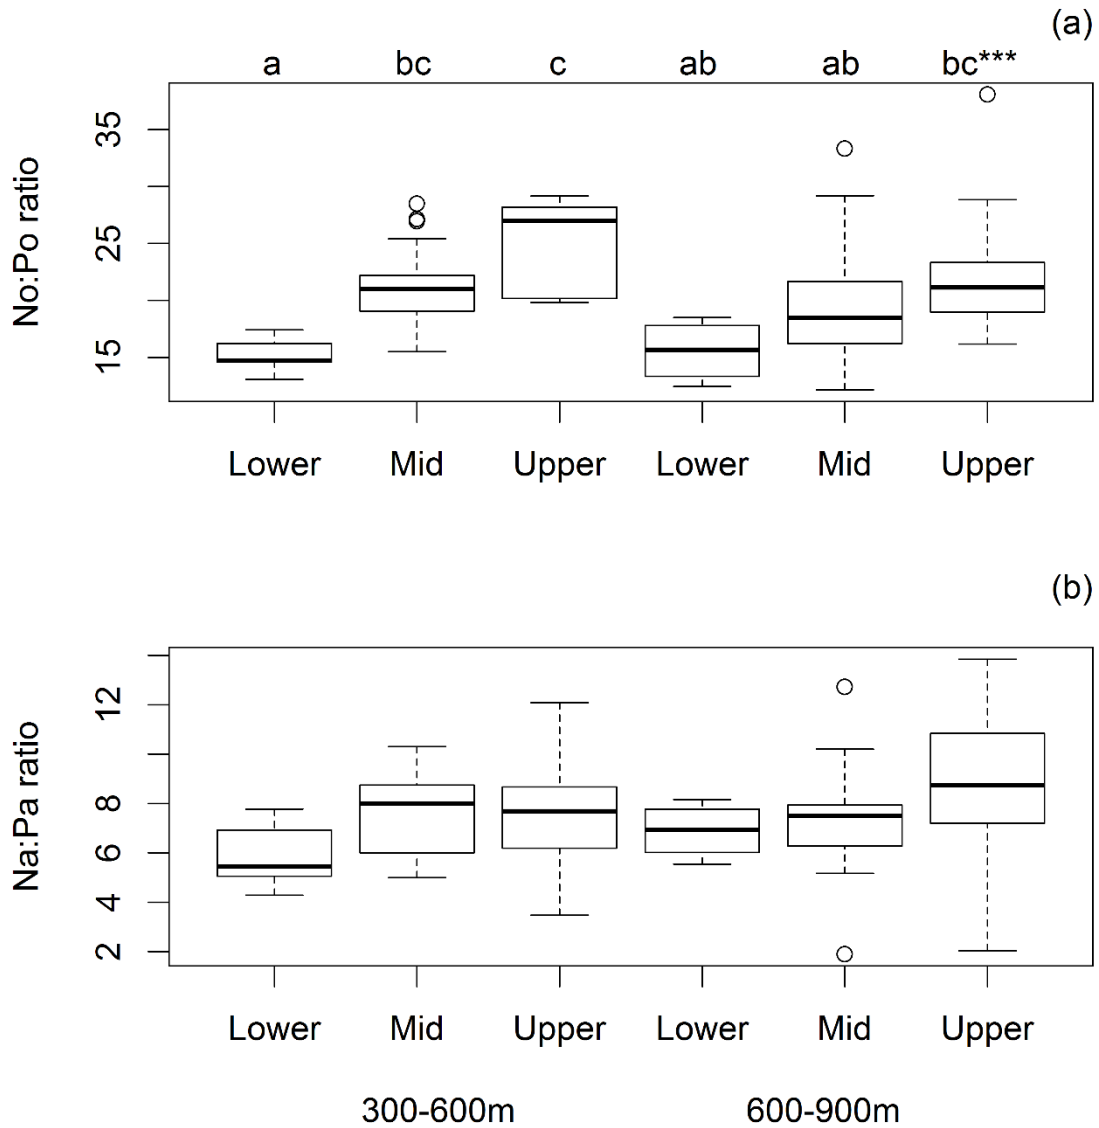 (a)
a bc c ab ab bc***
No:Po ratio
35
25
15
Lower Mid Upper Lower Mid Upper
(b)
Na:Pa ratio
12
8
6
4
2
Lower Mid Upper Lower Mid Upper
300-600m 600-900m